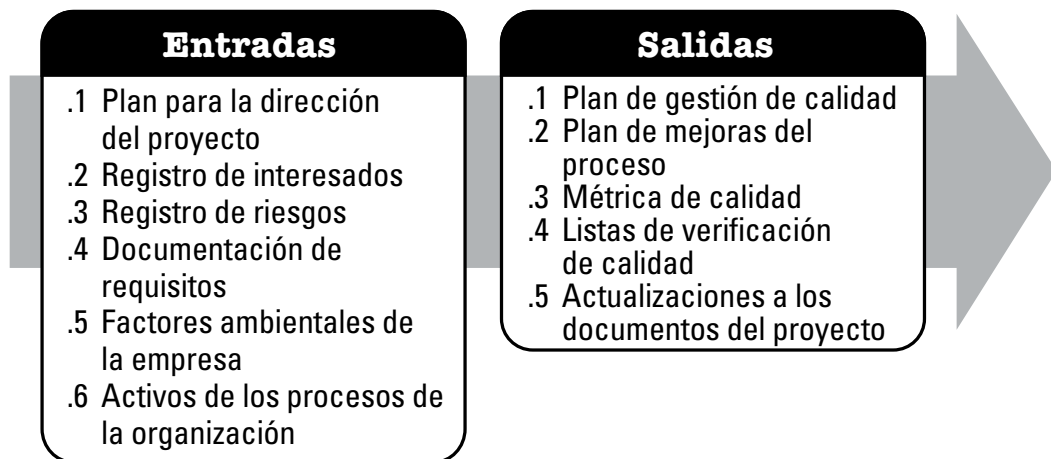 Entradas
.1 Plan para la dirección
del proyecto
.2 Registro de interesados
.3 Registro de riesgos
.4 Documentación de
requisitos
.5 Factores ambientales de
la empresa
.6 Activos de los procesos de
la organización
Salidas
.1 Plan de gestión de calidad
.2 Plan de mejoras del
proceso
.3 Métrica de calidad
.4 Listas de verificación
de calidad
.5 Actualizaciones a los
documentos del proyecto